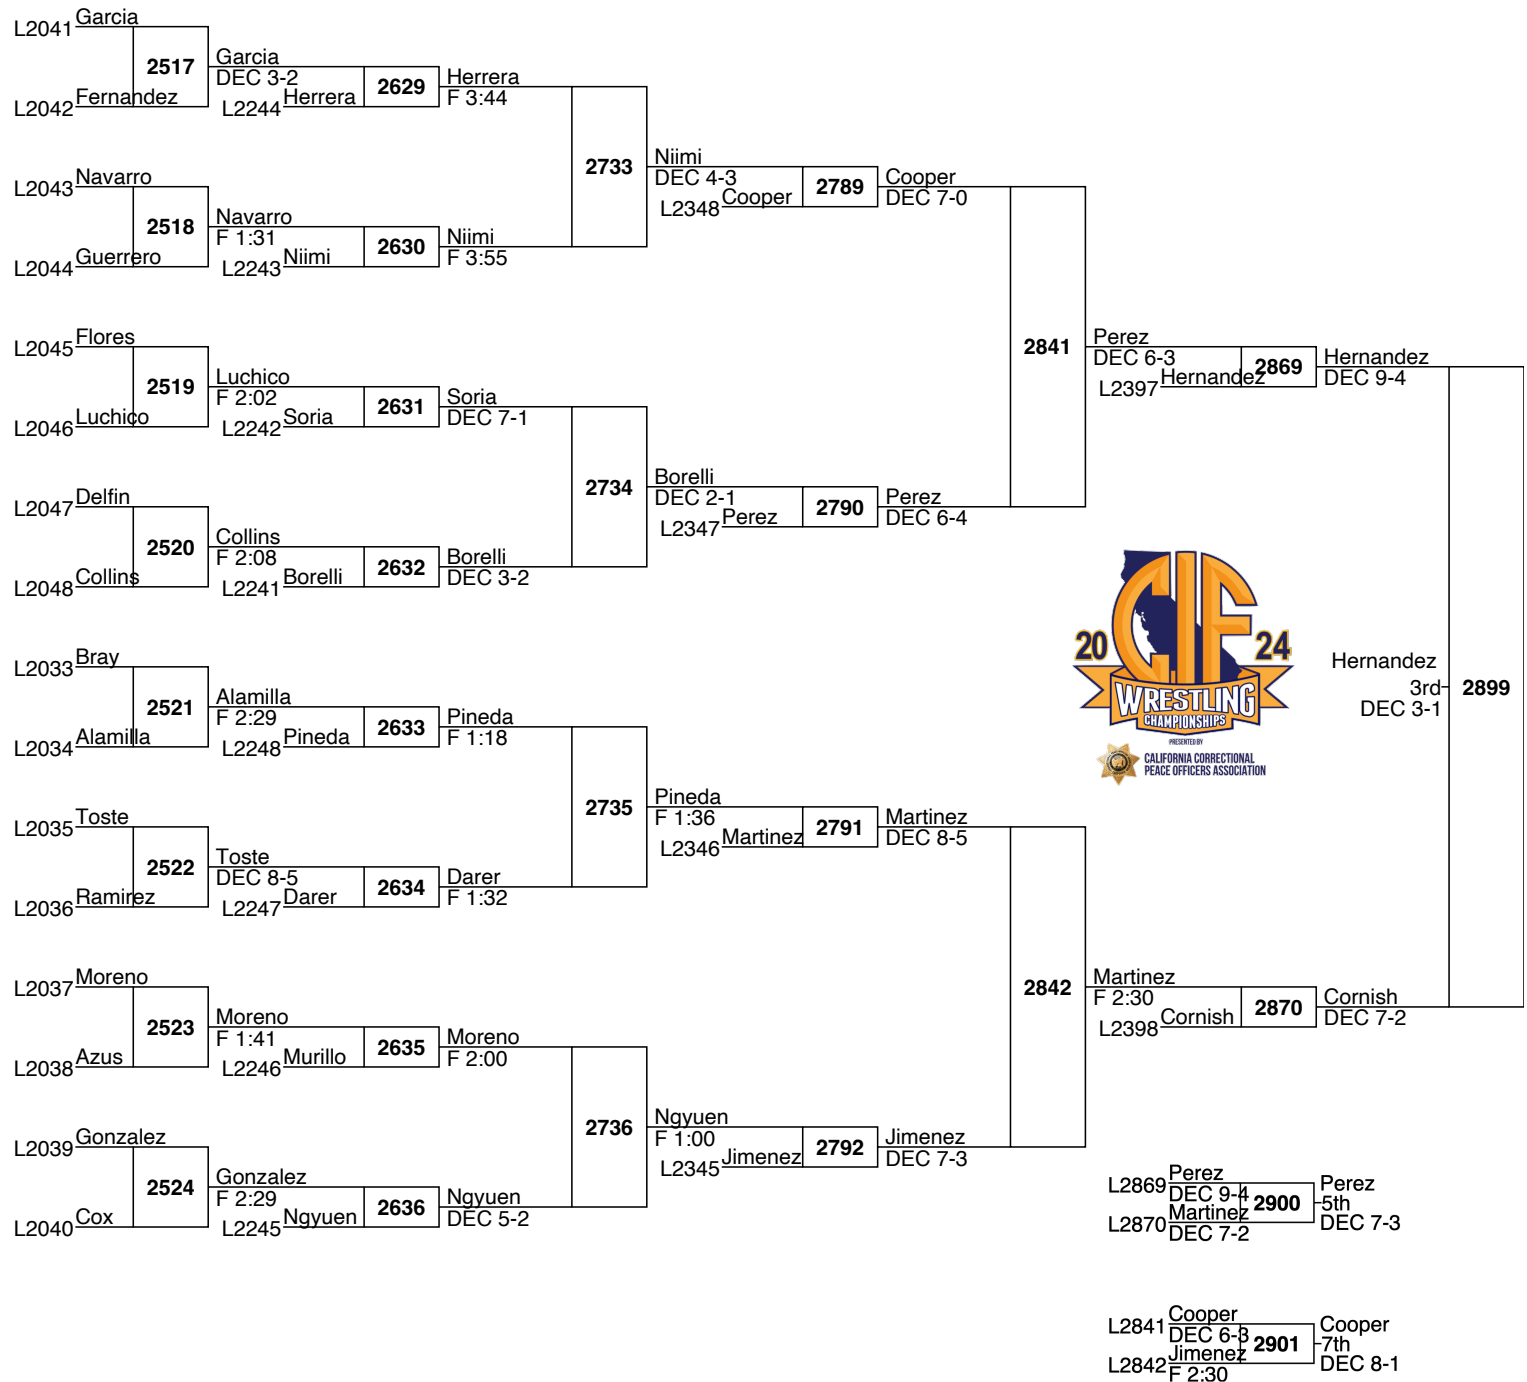 L2041 Garcia
2517
L2042 Fernandez
Garcia
DEC 3-2
L2244 Herrera
2629
Herrera
F 3:44
L2043 Navarro
2518
L2044 Guerrero
Navarro
F 1:31
L2243 Niimi
2630
Niimi
F 3:55
2733
Niimi
DEC 4-3
L2348 Cooper
2789
Cooper
DEC 7-0
L2045 Flores
2519
L2046 Luchico
Luchico
F 2:02
L2242 Soria
2631
Soria
DEC 7-1
L2047 Delfin
2520
L2048 Collins
Collins
F 2:08
L2241 Borelli
2632
Borelli
DEC 3-2
2734
Borelli
DEC 2-1
L2347 Perez
2790
Perez
DEC 6-4
2841
Perez
DEC 6-3
L2397 Hernandez
2869
Hernandez
DEC 9-4
L2033 Bray
2521
L2034 Alamilla
Alamilla
F 2:29
L2248 Pineda
2633
Pineda
F 1:18
L2035 Toste
2522
L2036 Ramirez
Toste
DEC 8-5
L2247 Darer
2634
Darer
F 1:32
2735
Pineda
F 1:36
L2346 Martinez
2791
Martinez
DEC 8-5
L2037 Moreno
2523
L2038 Azus
Moreno
F 1:41
L2246 Murillo
2635
Moreno
F 2:00
L2039 Gonzalez
2524
L2040 Cox
Gonzalez
F 2:29
L2245 Ngyuen
2636
Ngyuen
DEC 5-2
2736
Ngyuen
F 1:00
L2345 Jimenez
2792
Jimenez
DEC 7-3
2842
Martinez
F 2:30
L2398 Cornish
2870
Cornish
DEC 7-2
20 CIF 24
WRESTLING
CHAMPIONSHIPS
PRESENTED BY
CALIFORNIA CORRECTIONAL
PEACE OFFICERS ASSOCIATION
Hernandez
3rd
DEC 3-1
2899
L2869 Perez
DEC 9-4
L2870 Martinez
DEC 7-2
2900
Perez
5th
DEC 7-3
L2841 Cooper
DEC 6-3
L2842 Jimenez
F 2:30
2901
Cooper
7th
DEC 8-1